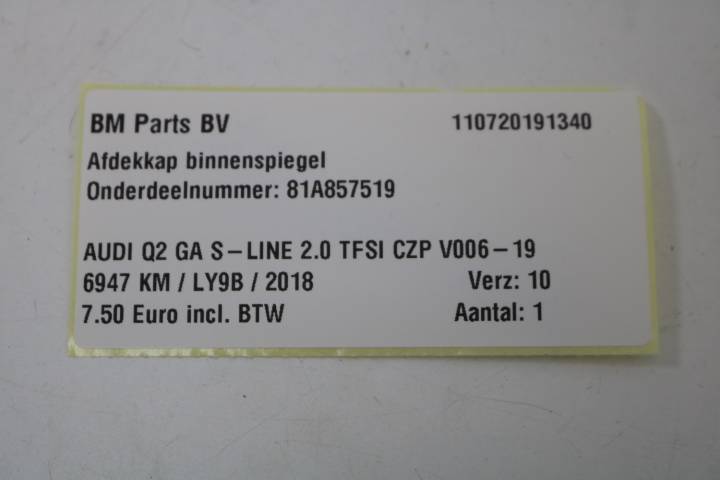 BM Parts BV 110720191340
Afdekkap binnenspiegel
Onderdeelnummer: 81A857519
AUDI Q2 GA S-LINE 2.0 TFSI CZP V006-19
6947 KM / LY9B / 2018 Verz: 10
7.50 Euro incl. BTW Aantal: 1